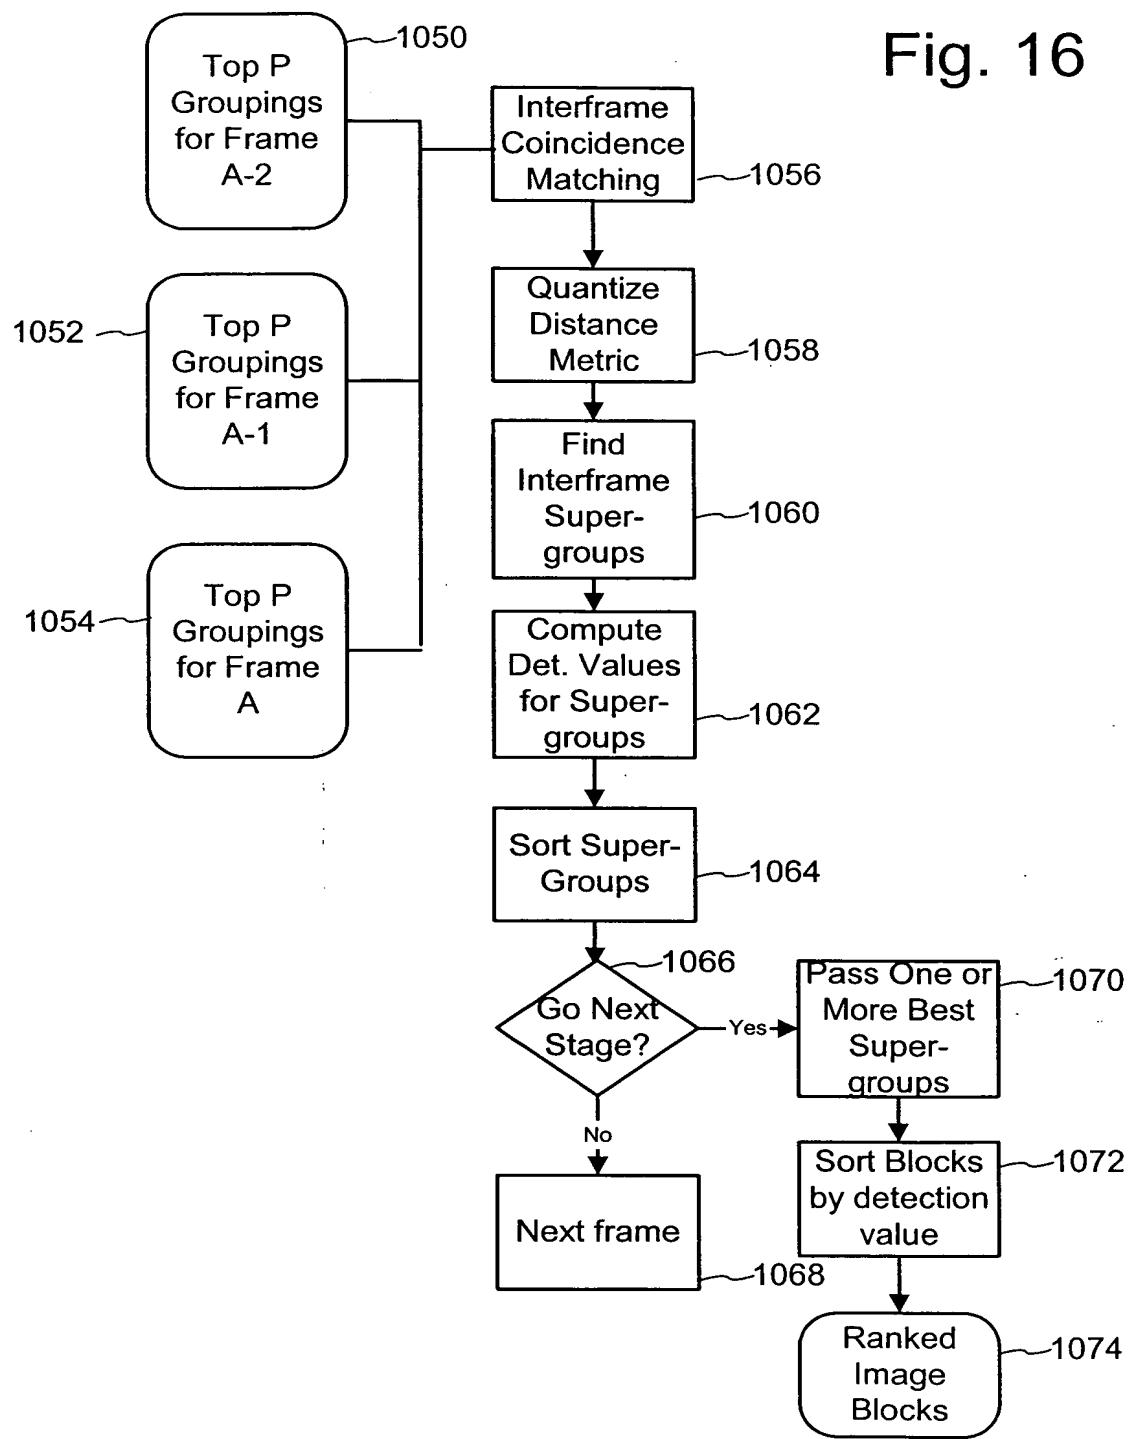 Fig. 16
1050
Top P
Groupings
for Frame
A-2
1052
Top P
Groupings
for Frame
A-1
1054
Top P
Groupings
for Frame
A
Interframe
Coincidence
Matching
1056
Quantize
Distance
Metric
1058
Find
Interframe
Super-
groups
1060
Compute
Det. Values
for Super-
groups
1062
Sort Super-
Groups
1064
1066
Go Next
Stage?
Yes
No
Next frame
1068
Pass One or
More Best
Super-
groups
1070
Sort Blocks
by detection
value
1072
Ranked
Image
Blocks
1074